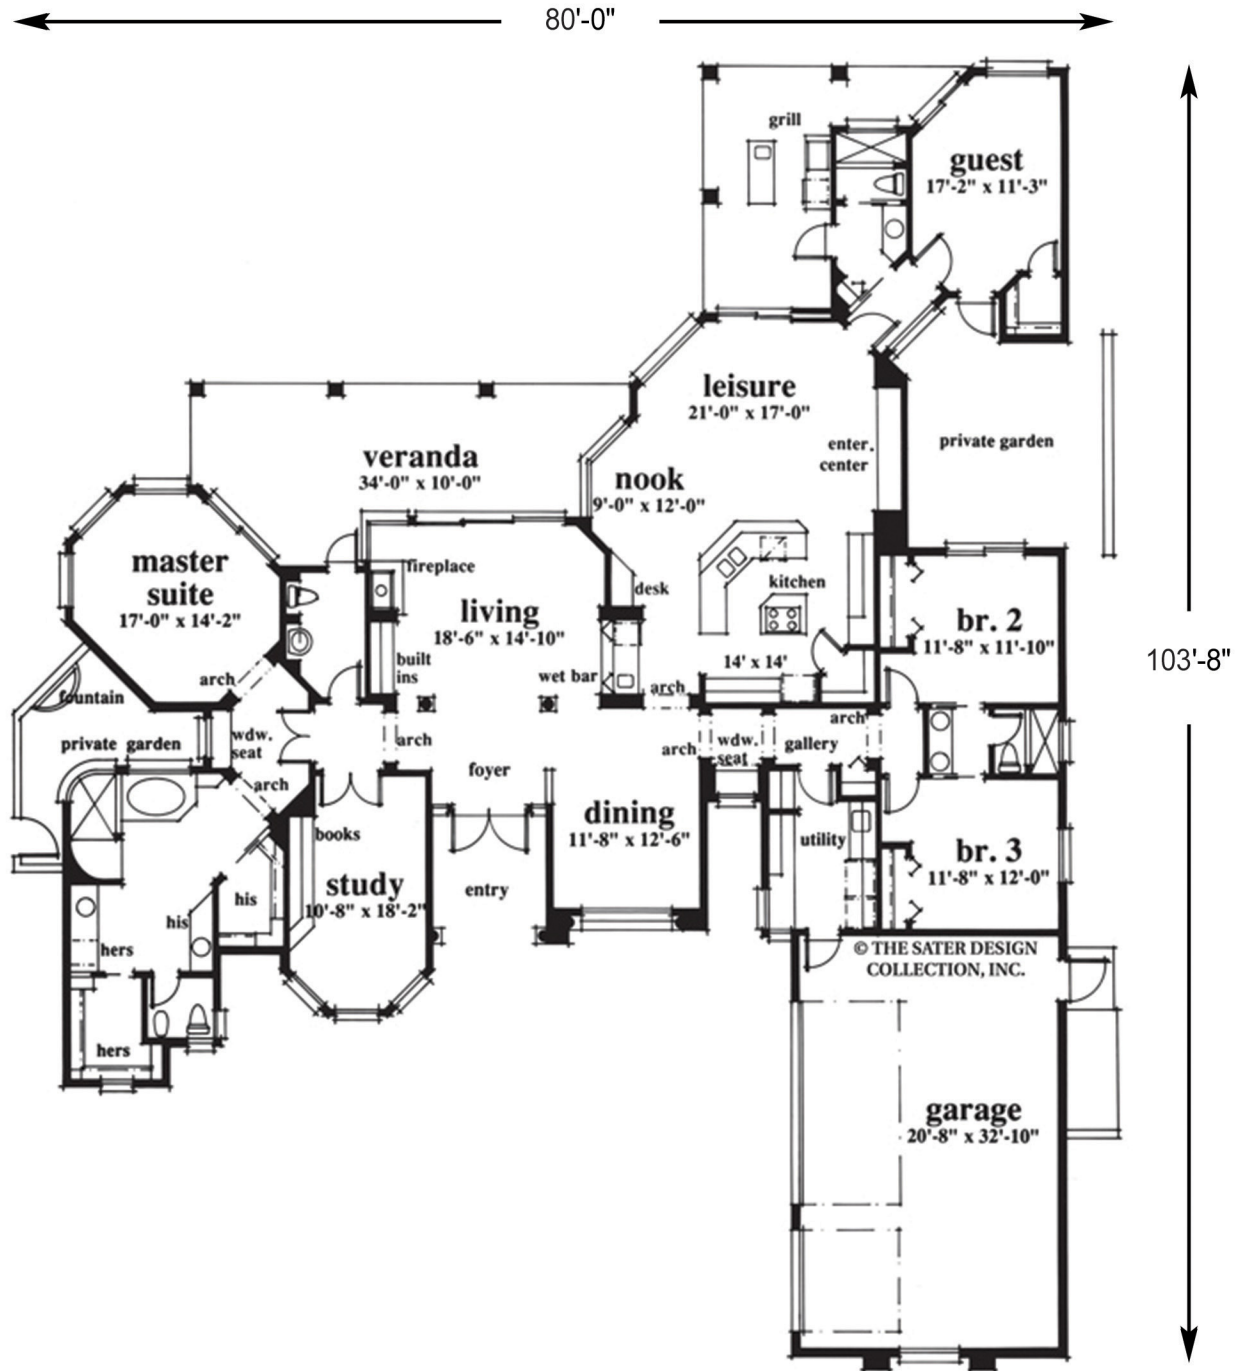 80'-0"
grill
guest
17'-2" x 11'-3"
leisure
21'-0" x 17'-0"
enter.
center
private garden
veranda
34'-0" x 10'-0"
nook
9'-0" x 12'-0"
master
suite
17'-0" x 14'-2"
fireplace
living
18'-6" x 14'-10"
desk
kitchen
br. 2
11'-8" x 11'-10"
103'-8"
built
ins
wet bar
14' x 14'
arch
arch
fountain
private garden
wdw.
seat
arch
arch
foyer
arch
wdw.
seat
gallery
arch
dining
11'-8" x 12'-6"
books
utility
br. 3
11'-8" x 12'-0"
study
10'-8" x 18'-2"
entry
his
his
hers
hers
© THE SATER DESIGN
COLLECTION, INC.
garage
20'-8" x 32'-10"